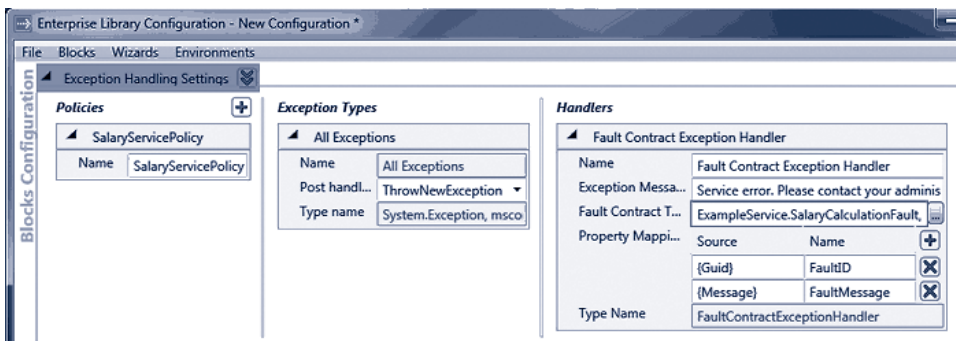 Enterprise Library Configuration - New Configuration *
File Blocks Wizards Environments
Blocks Configuration
Exception Handling Settings
Policies
SalaryServicePolicy
Name SalaryServicePolicy
Exception Types
All Exceptions
Name All Exceptions
Post handl... ThrowNewException
Type name System.Exception, msco
Handlers
Fault Contract Exception Handler
Name Fault Contract Exception Handler
Exception Messa... Service error. Please contact your adminis
Fault Contract T... ExampleService.SalaryCalculationFault,
Property Mappi... Source Name
{Guid} FaultID
{Message} FaultMessage
Type Name FaultContractExceptionHandler